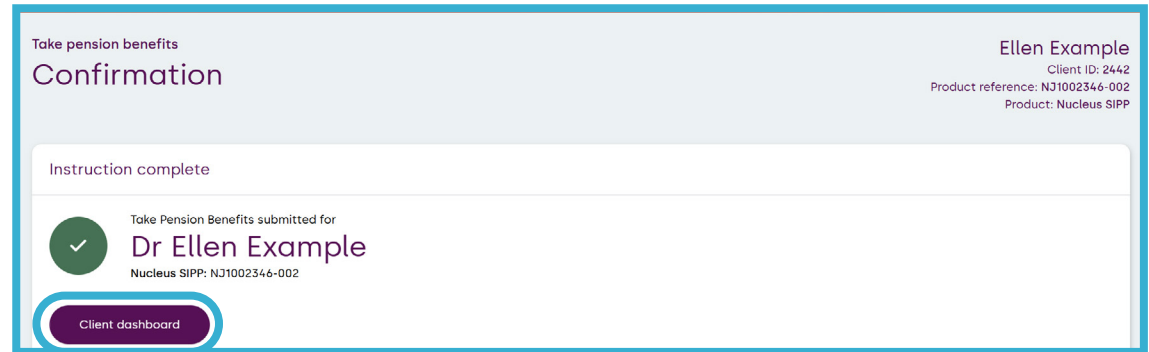 Take pension benefits
Confirmation
Ellen Example
Client ID: 2442
Product reference: NJ1002346-002
Product: Nucleus SIPP
Instruction complete
Take Pension Benefits submitted for
Dr Ellen Example
Nucleus SIPP: NJ1002346-002
Client dashboard